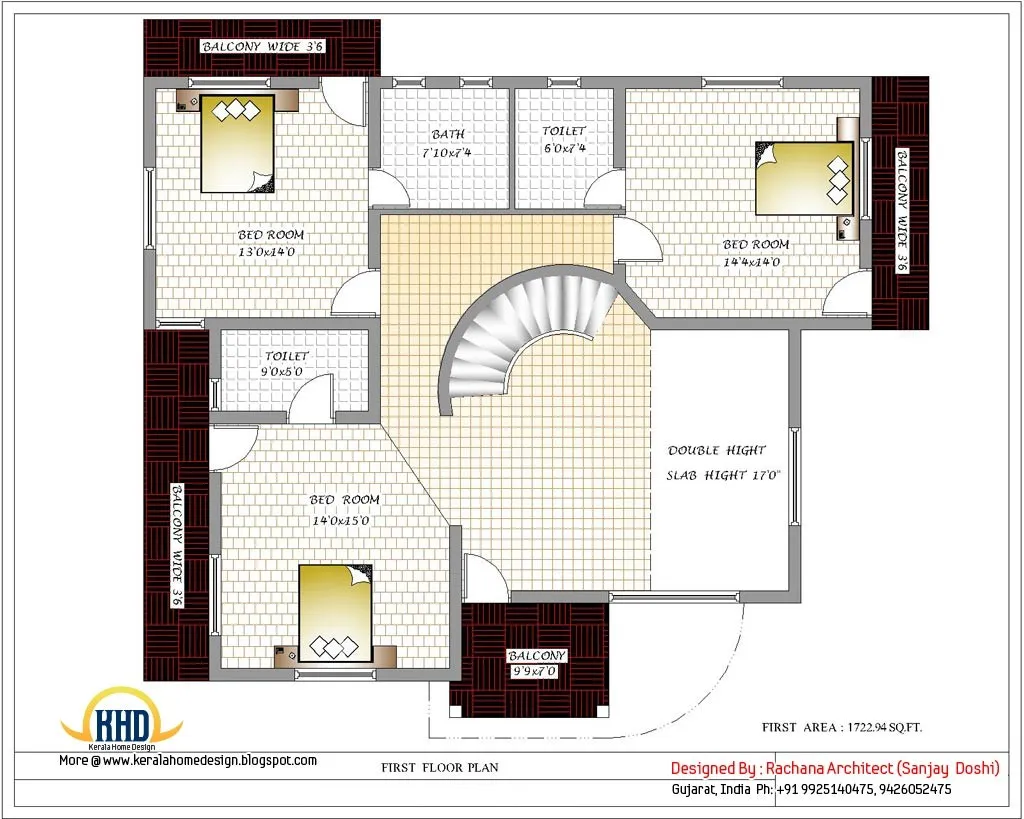 BALCONY WIDE 3'6
BATH
7'10x7'4
TOILET
6'0x7'4
BED ROOM
13'0x14'0
BED ROOM
14'4x14'0
BALCONY WIDE 3'6
TOILET
9'0x5'0
DOUBLE HIGHT
SLAB HIGHT 17'0"
BED ROOM
14'0x15'0
BALCONY WIDE 3'6
BALCONY
9'9x7'0
KHD
Kerala Home Design
FIRST AREA : 1722.94 SQ.FT.
More @ www.keralahomedesign.blogspot.com
FIRST FLOOR PLAN
Designed By : Rachana Architect (Sanjay Doshi)
Gujarat, India Ph: +91 9925140475, 9426052475